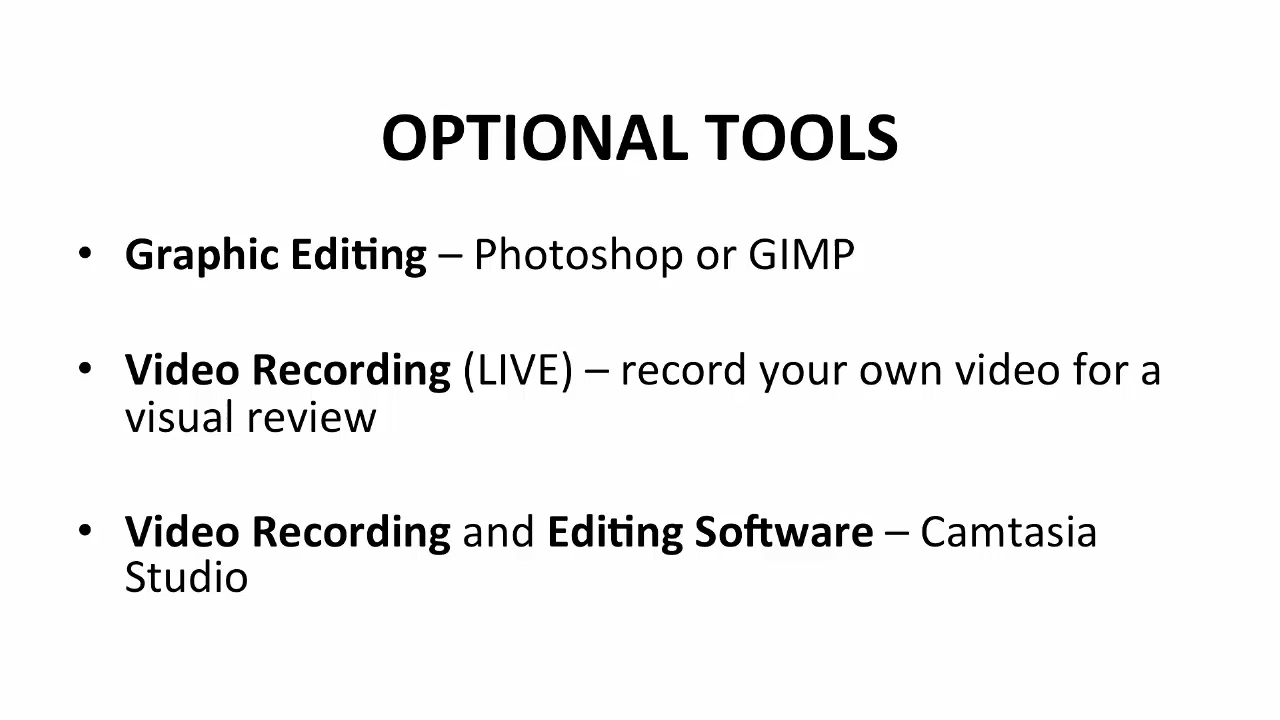 OPTIONAL TOOLS
• Graphic Editing – Photoshop or GIMP
• Video Recording (LIVE) – record your own video for a
visual review
• Video Recording and Editing Software – Camtasia
Studio